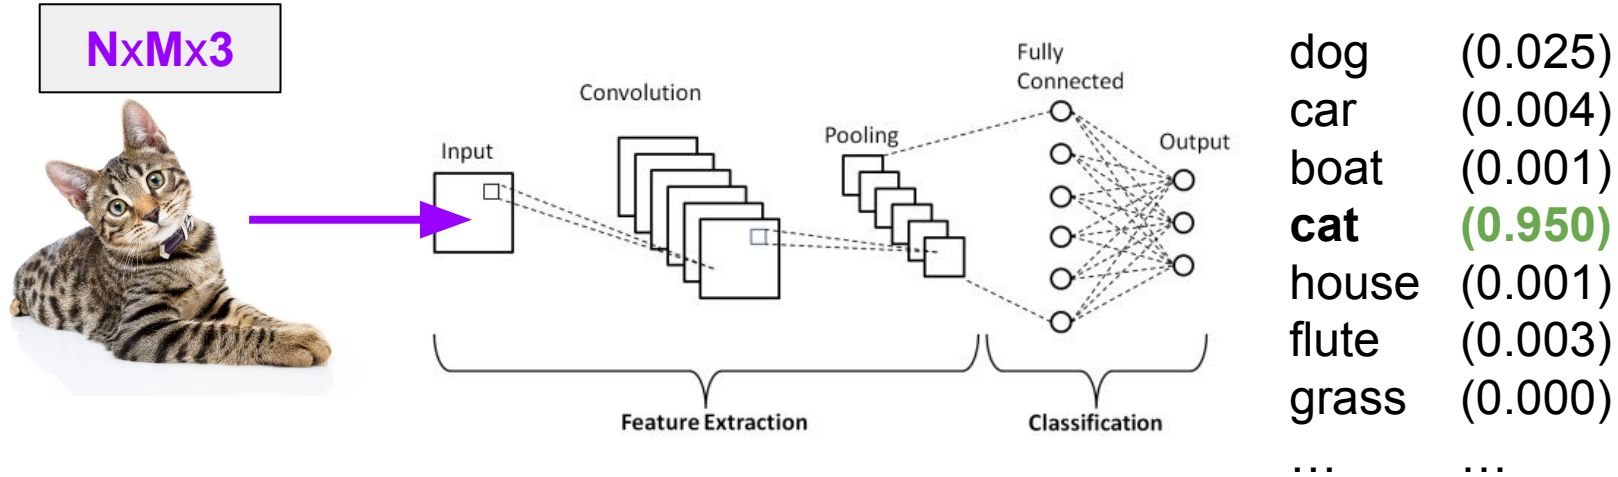 NxMx3
Input
Convolution
Pooling
Fully
Connected
Output
Feature Extraction
Classification
dog (0.025)
car (0.004)
boat (0.001)
cat (0.950)
house (0.001)
flute (0.003)
grass (0.000)
… …